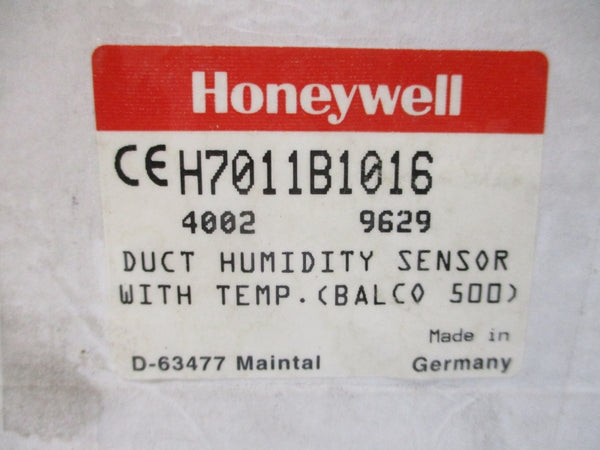 Honeywell
CE H7011B1016
4002 9629
DUCT HUMIDITY SENSOR
WITH TEMP.(BALCO 500)
Made in
D-63477 Maintal Germany